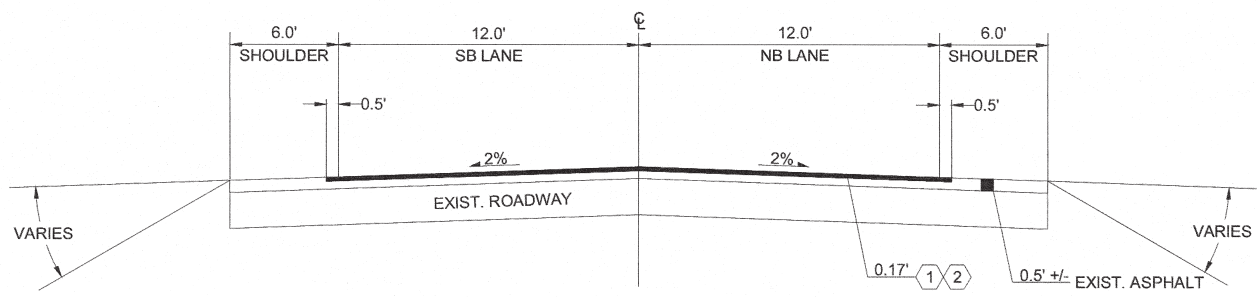 ℄
6.0' 12.0' 12.0' 6.0'
SHOULDER SB LANE NB LANE SHOULDER
0.5' 0.5'
2% 2%
EXIST. ROADWAY
VARIES VARIES
0.17' 1 2 0.5' +/- EXIST. ASPHALT